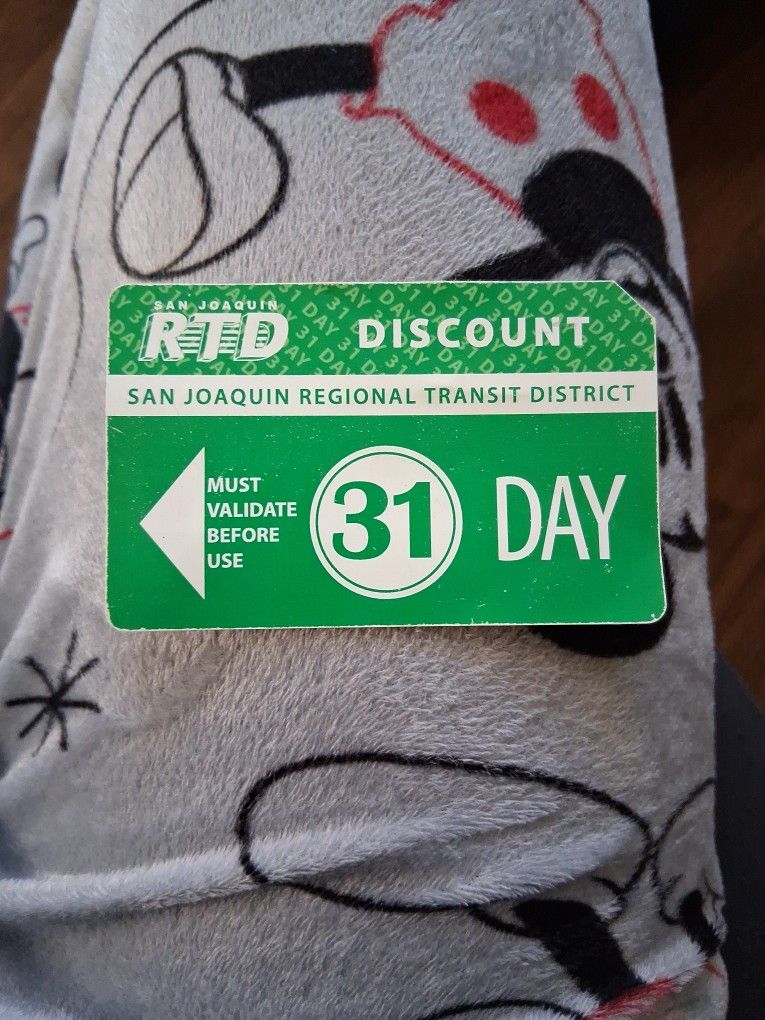 SAN JOAQUIN
RTD
DISCOUNT
SAN JOAQUIN REGIONAL TRANSIT DISTRICT
MUST
VALIDATE
BEFORE
USE
31
DAY